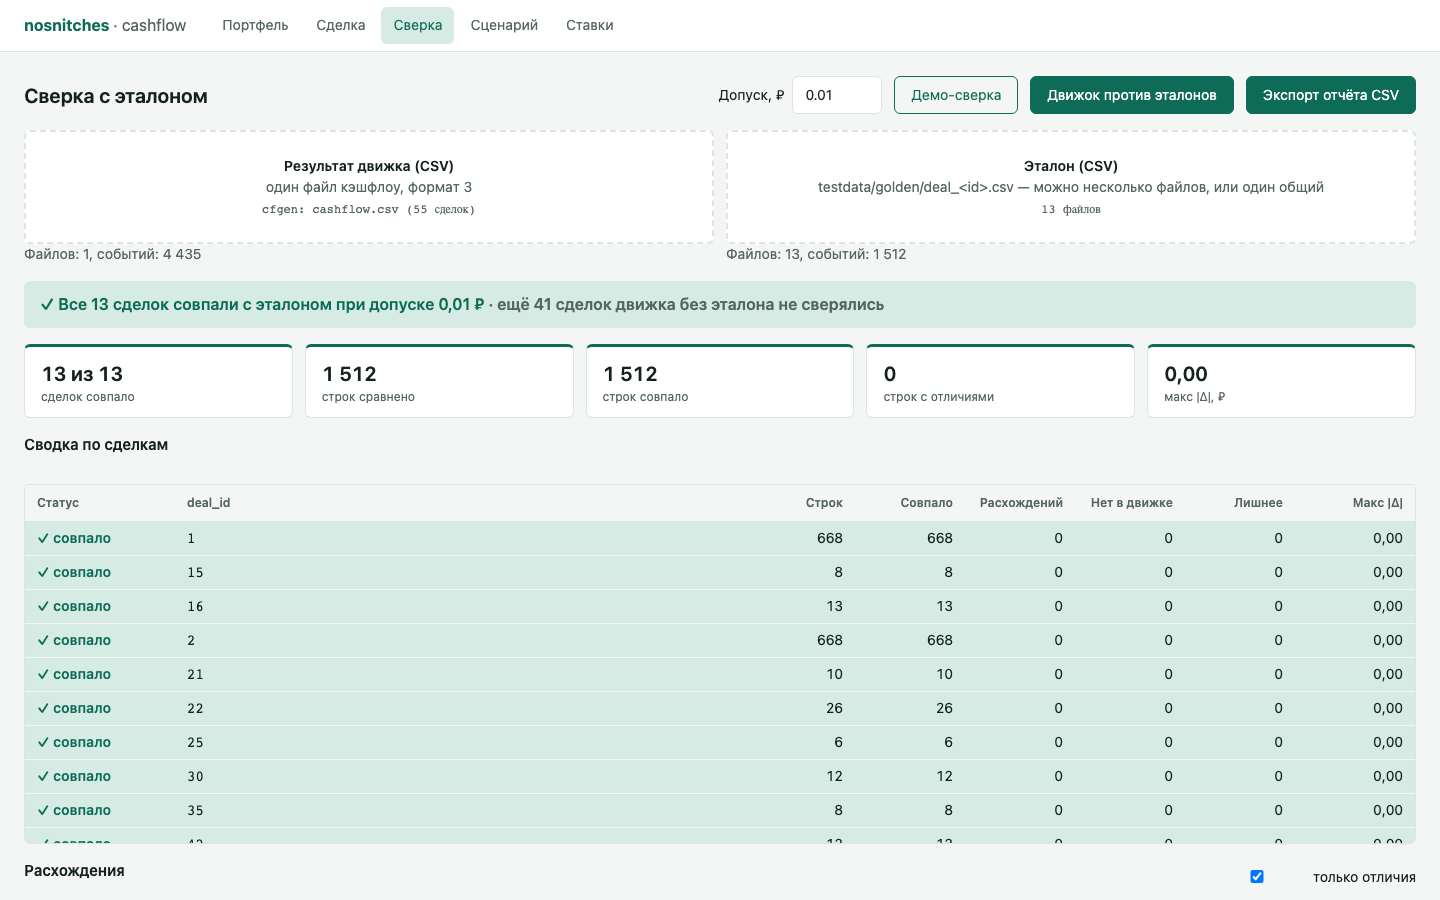 nosnitches · cashflow Портфель Сделка Сверка Сценарий Ставки
Сверка с эталоном
Допуск, ₽ 0.01 Демо-сверка Движок против эталонов Экспорт отчёта CSV
Результат движка (CSV)
один файл кэшфлоу, формат 3
cfgen: cashflow.csv (55 сделок)
Файлов: 1, событий: 4 435
Эталон (CSV)
testdata/golden/deal_<id>.csv — можно несколько файлов, или один общий
13 файлов
Файлов: 13, событий: 1 512
✓ Все 13 сделок совпали с эталоном при допуске 0,01 ₽ · ещё 41 сделок движка без эталона не сверялись
13 из 13
сделок совпало
1 512
строк сравнено
1 512
строк совпало
0
строк с отличиями
0,00
макс |Δ|, ₽
Сводка по сделкам
Статус deal_id Строк Совпало Расхождений Нет в движке Лишнее Макс |Δ|
✓ совпало 1 668 668 0 0 0 0,00
✓ совпало 15 8 8 0 0 0 0,00
✓ совпало 16 13 13 0 0 0 0,00
✓ совпало 2 668 668 0 0 0 0,00
✓ совпало 21 10 10 0 0 0 0,00
✓ совпало 22 26 26 0 0 0 0,00
✓ совпало 25 6 6 0 0 0 0,00
✓ совпало 30 12 12 0 0 0 0,00
✓ совпало 35 8 8 0 0 0 0,00
Расхождения
только отличия